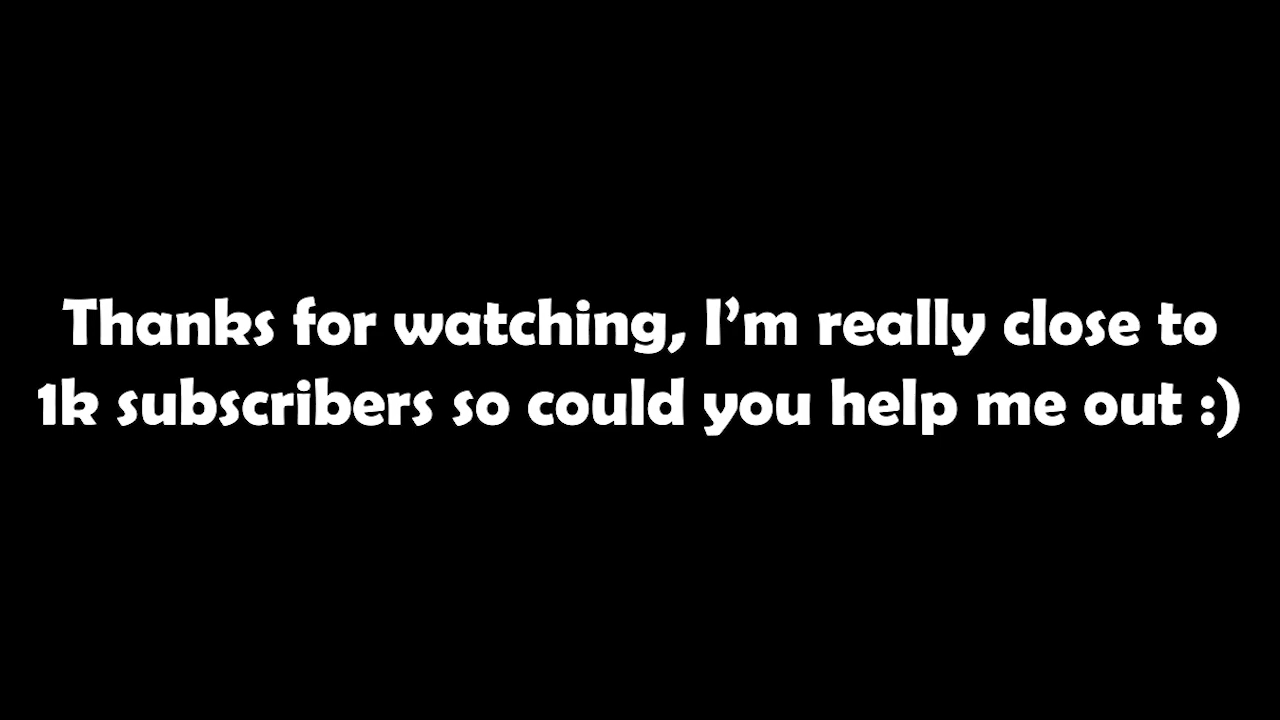 Thanks for watching, I’m really close to
1k subscribers so could you help me out :)